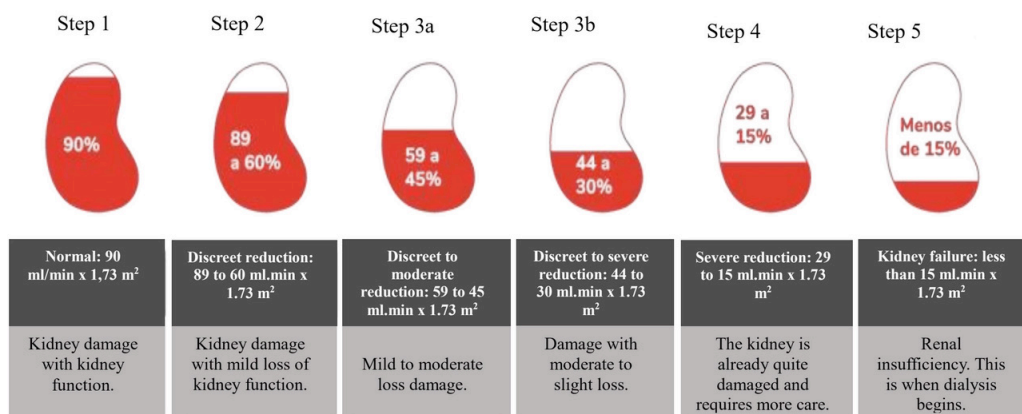 Step 1
Step 2
Step 3a
Step 3b
Step 4
Step 5
90%
89
a 60%
59 a
45%
44 a
30%
29 a
15%
Menos
de 15%
Normal: 90
ml/min x 1,73 m²
Discreet reduction:
89 to 60 ml.min x
1.73 m²
Discreet to
moderate
reduction: 59 to 45
ml.min x 1.73 m²
Discreet to severe
reduction: 44 to
30 ml.min x 1.73
m²
Severe reduction: 29
to 15 ml.min x 1.73
m²
Kidney failure: less
than 15 ml.min x
1.73 m²
Kidney damage
with kidney
function.
Kidney damage
with mild loss of
kidney function.
Mild to moderate
loss damage.
Damage with
moderate to
slight loss.
The kidney is
already quite
damaged and
requires more care.
Renal
insufficiency. This
is when dialysis
begins.